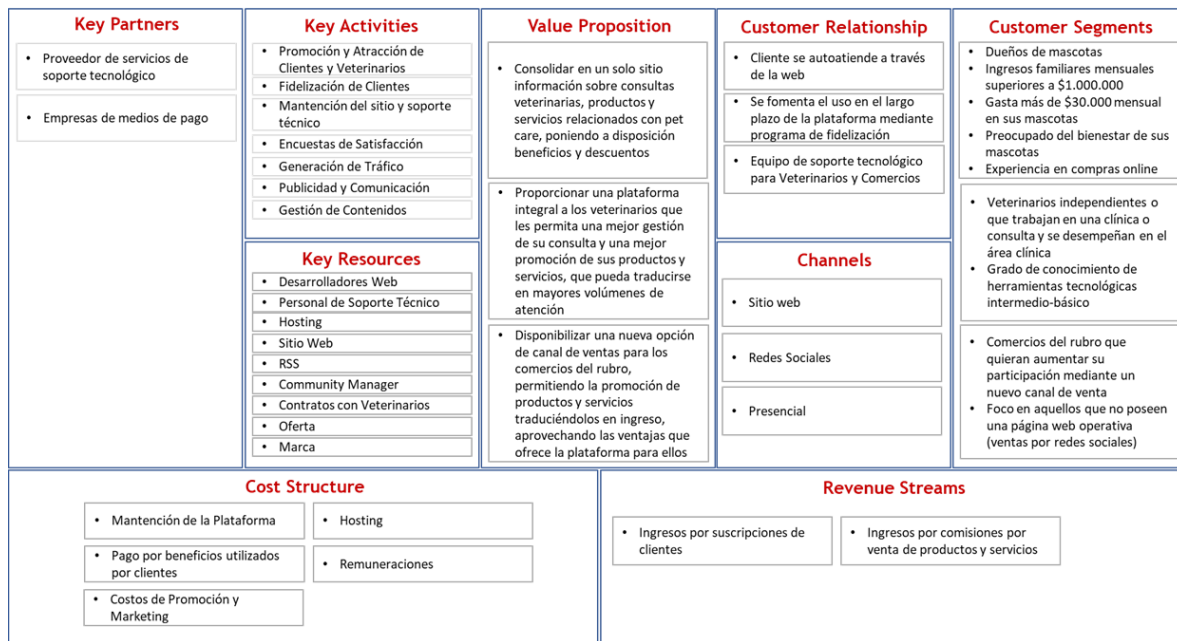 Key Partners
• Proveedor de servicios de
soporte tecnológico
• Empresas de medios de pago
Key Activities
• Promoción y Atracción de
Clientes y Veterinarios
• Fidelización de Clientes
• Mantención del sitio y soporte
técnico
• Encuestas de Satisfacción
• Generación de Tráfico
• Publicidad y Comunicación
• Gestión de Contenidos
Key Resources
• Desarrolladores Web
• Personal de Soporte Técnico
• Hosting
• Sitio Web
• RSS
• Community Manager
• Contratos con Veterinarios
• Oferta
• Marca
Value Proposition
• Consolidar en un solo sitio
información sobre consultas
veterinarias, productos y
servicios relacionados con pet
care, poniendo a disposición
beneficios y descuentos
• Proporcionar una plataforma
integral a los veterinarios que
les permita una mejor gestión
de su consulta y una mejor
promoción de sus productos y
servicios, que pueda traducirse
en mayores volúmenes de
atención
• Disponibilizar una nueva opción
de canal de ventas para los
comercios del rubro,
permitiendo la promoción de
productos y servicios
traduciéndolos en ingreso,
aprovechando las ventajas que
ofrece la plataforma para ellos
Customer Relationship
• Cliente se autoatiende a través
de la web
• Se fomenta el uso en el largo
plazo de la plataforma mediante
programa de fidelización
• Equipo de soporte tecnológico
para Veterinarios y Comercios
Channels
• Sitio web
• Redes Sociales
• Presencial
Customer Segments
• Dueños de mascotas
• Ingresos familiares mensuales
superiores a $1.000.000
• Gasta más de $30.000 mensual
en sus mascotas
• Preocupado del bienestar de sus
mascotas
• Experiencia en compras online
• Veterinarios independientes o
que trabajan en una clínica o
consulta y se desempeñan en el
área clínica
• Grado de conocimiento de
herramientas tecnológicas
intermedio-básico
• Comercios del rubro que
quieran aumentar su
participación mediante un
nuevo canal de venta
• Foco en aquellos que no poseen
una página web operativa
(ventas por redes sociales)
Cost Structure
• Mantención de la Plataforma
• Pago por beneficios utilizados
por clientes
• Costos de Promoción y
Marketing
• Hosting
• Remuneraciones
Revenue Streams
• Ingresos por suscripciones de
clientes
• Ingresos por comisiones por
venta de productos y servicios